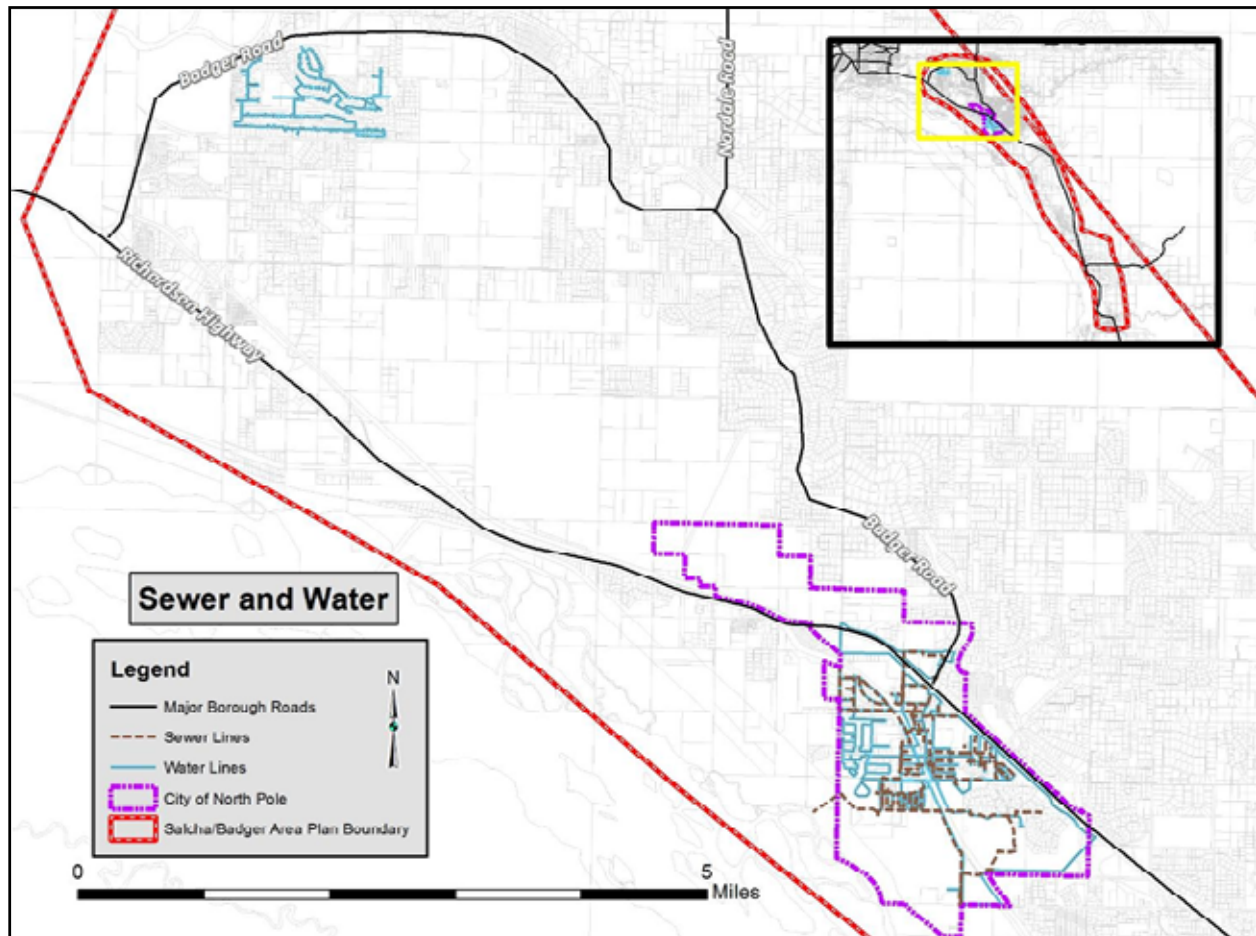 Badger Road
Nordale Road
Richardson Highway
Badger Road
Sewer and Water
Legend
Major Borough Roads
Sewer Lines
Water Lines
City of North Pole
Salcha/Badger Area Plan Boundary
N
0
5
Miles